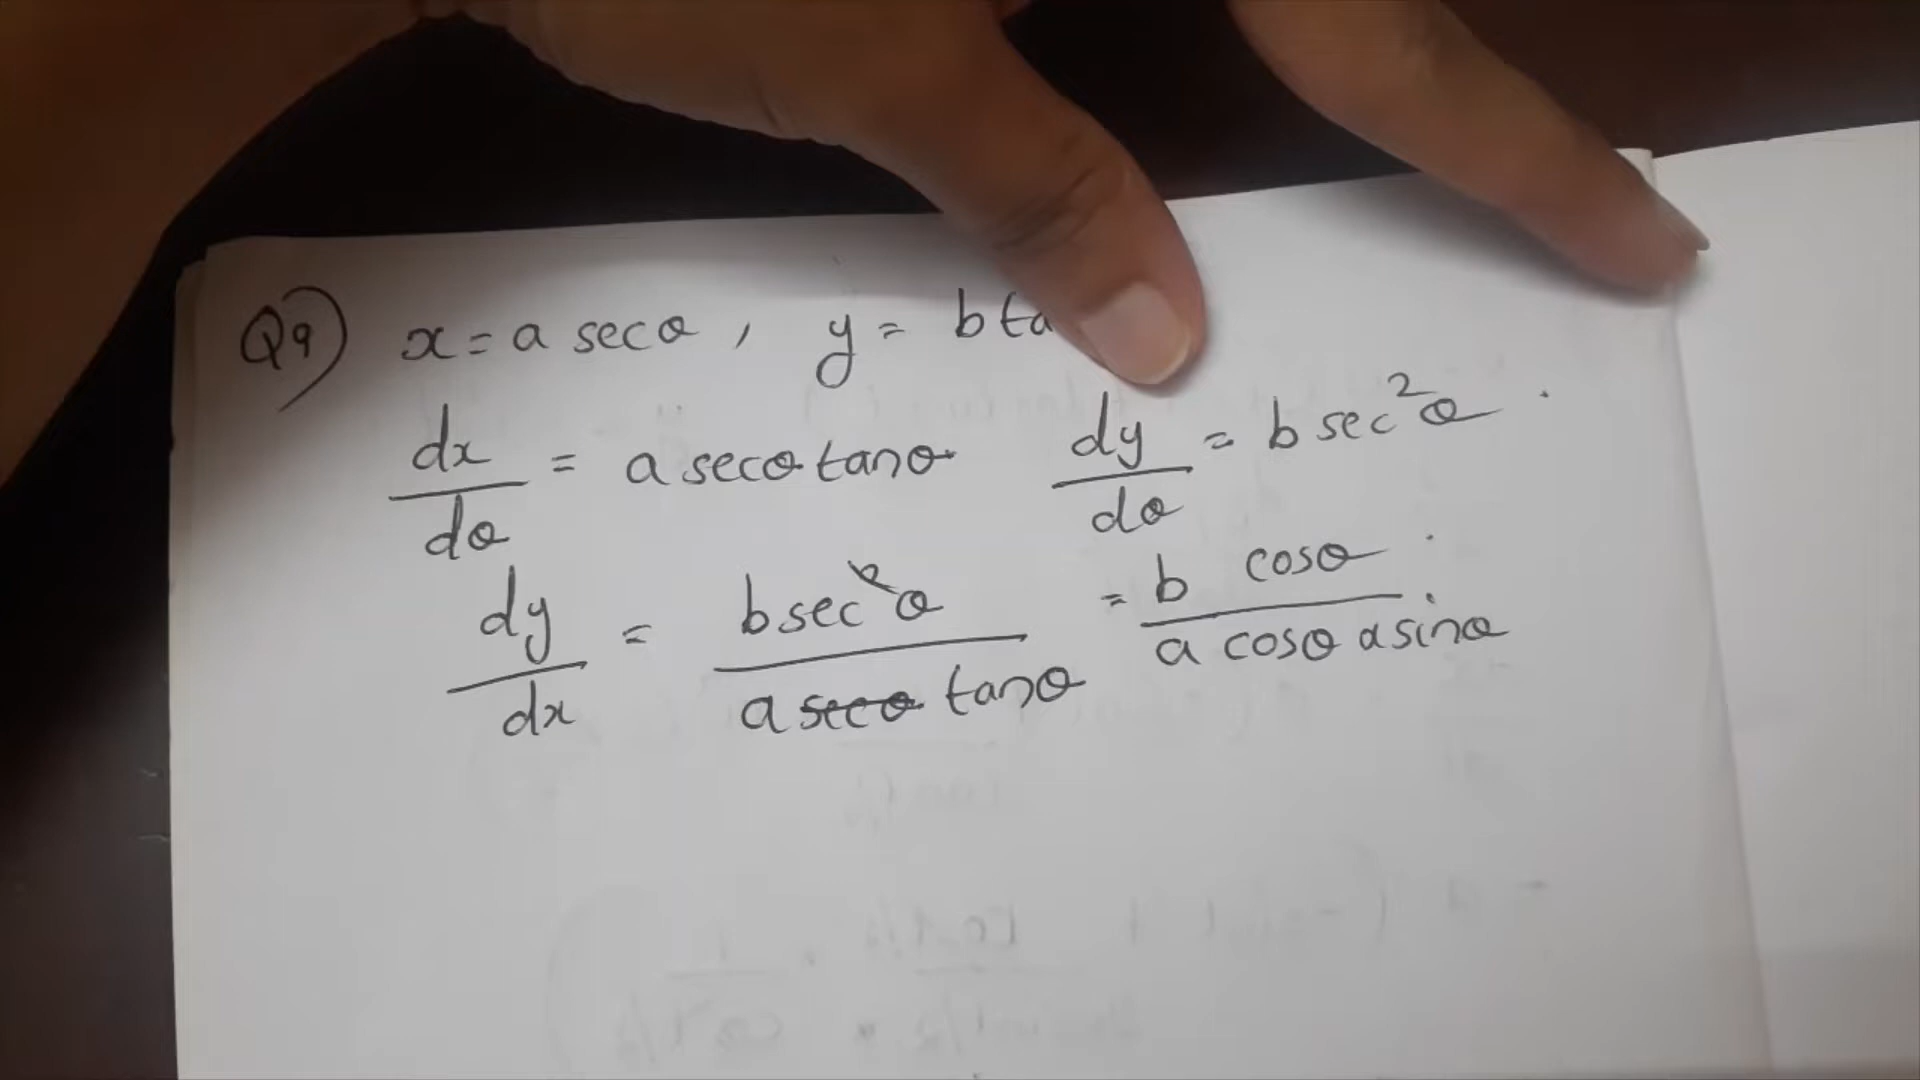 Q9) x = a secθ, y = b ta
dx/dθ = a secθ tanθ dy/dθ = b sec²θ
dy/dx = b sec²θ / a secθ tanθ = b cosθ / a cosθ a sinθ